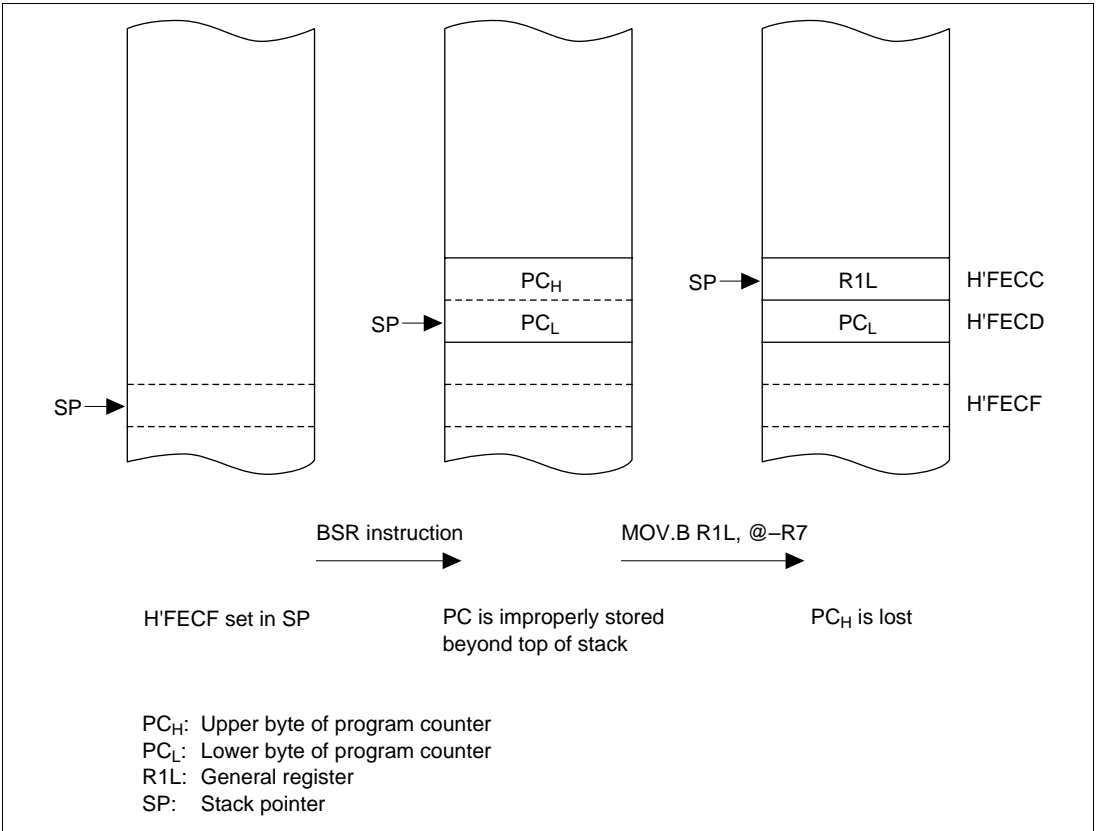 PCH
SP
R1L
H'FECC
SP
PCL
PCL
H'FECD
SP
H'FECF
BSR instruction
MOV.B R1L, @–R7
H'FECF set in SP
PC is improperly stored
beyond top of stack
PCH is lost
PCH: Upper byte of program counter
PCL: Lower byte of program counter
R1L: General register
SP: Stack pointer